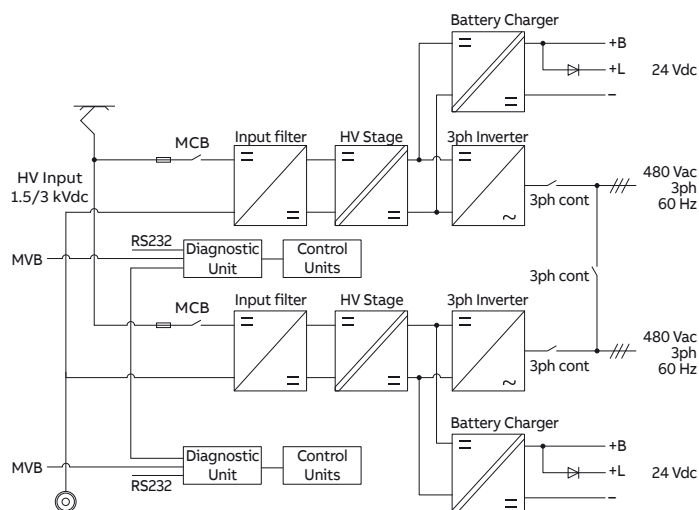 Battery Charger
+B
+L
24 Vdc
–
MCB
Input filter
HV Stage
3ph Inverter
HV Input
1.5/3 kVdc
480 Vac
3ph
60 Hz
3ph cont
~
RS232
MVB
Diagnostic
Unit
Control
Units
3ph cont
MCB
Input filter
HV Stage
3ph Inverter
480 Vac
3ph
60 Hz
3ph cont
~
Battery Charger
+B
+L
24 Vdc
–
MVB
Diagnostic
Unit
Control
Units
RS232